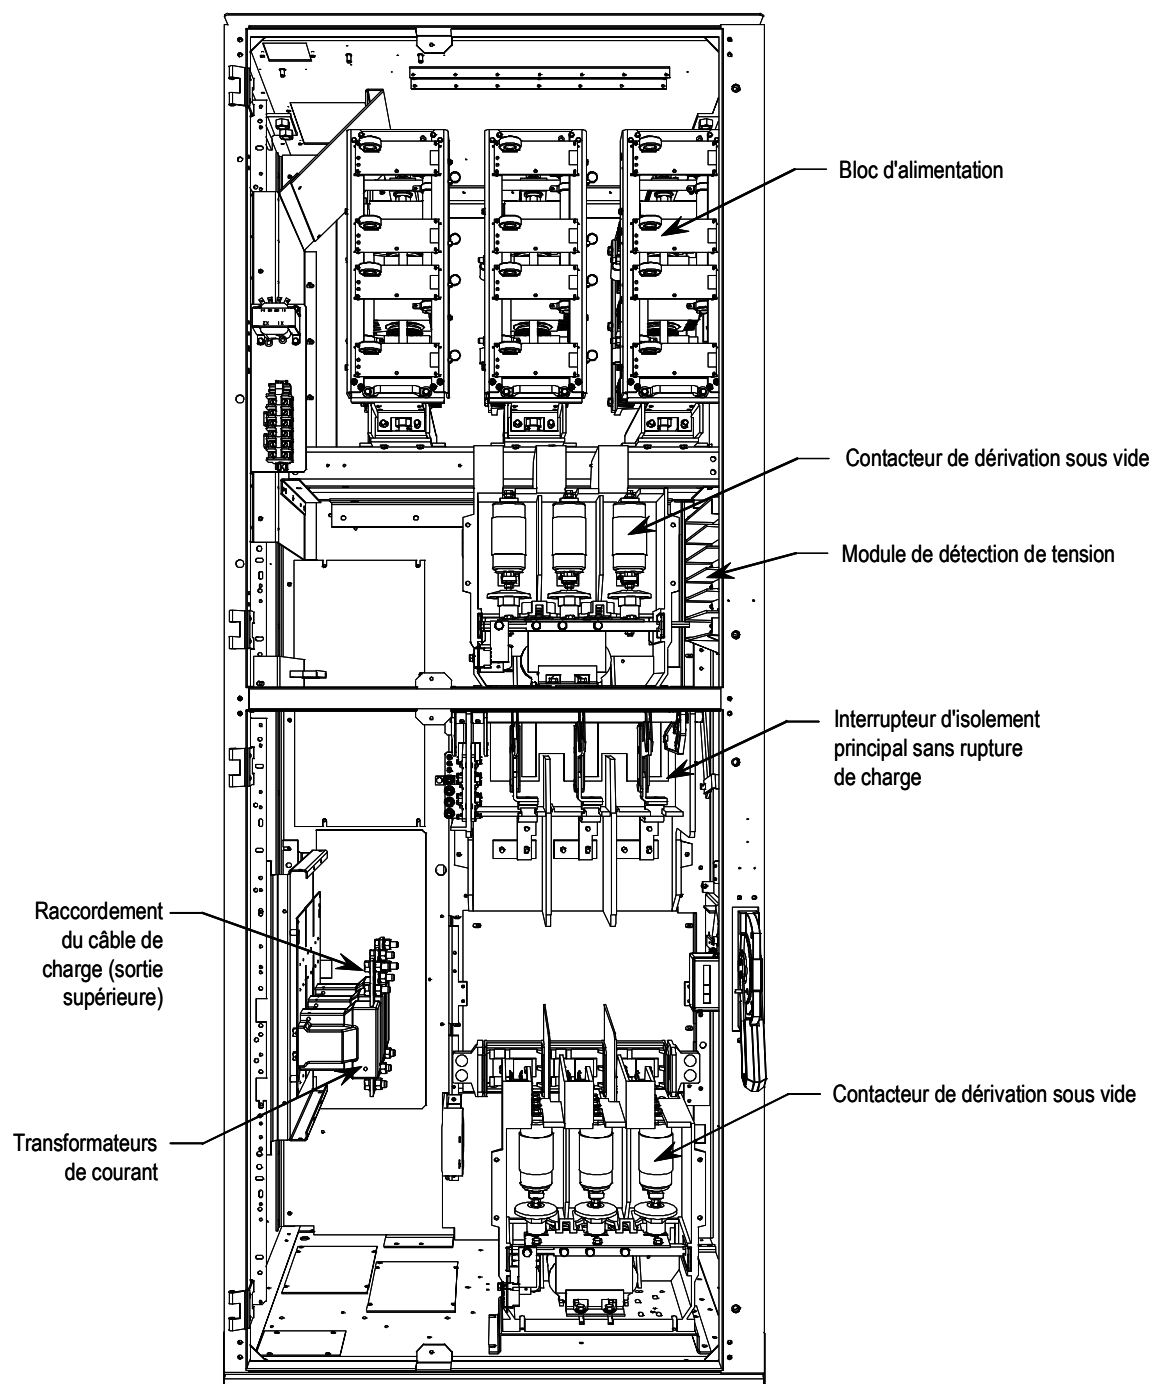 Bloc d'alimentation
Contacteur de dérivation sous vide
Module de détection de tension
Interrupteur d'isolement
principal sans rupture
de charge
Raccordement
du câble de
charge (sortie
supérieure)
Contacteur de dérivation sous vide
Transformateurs
de courant